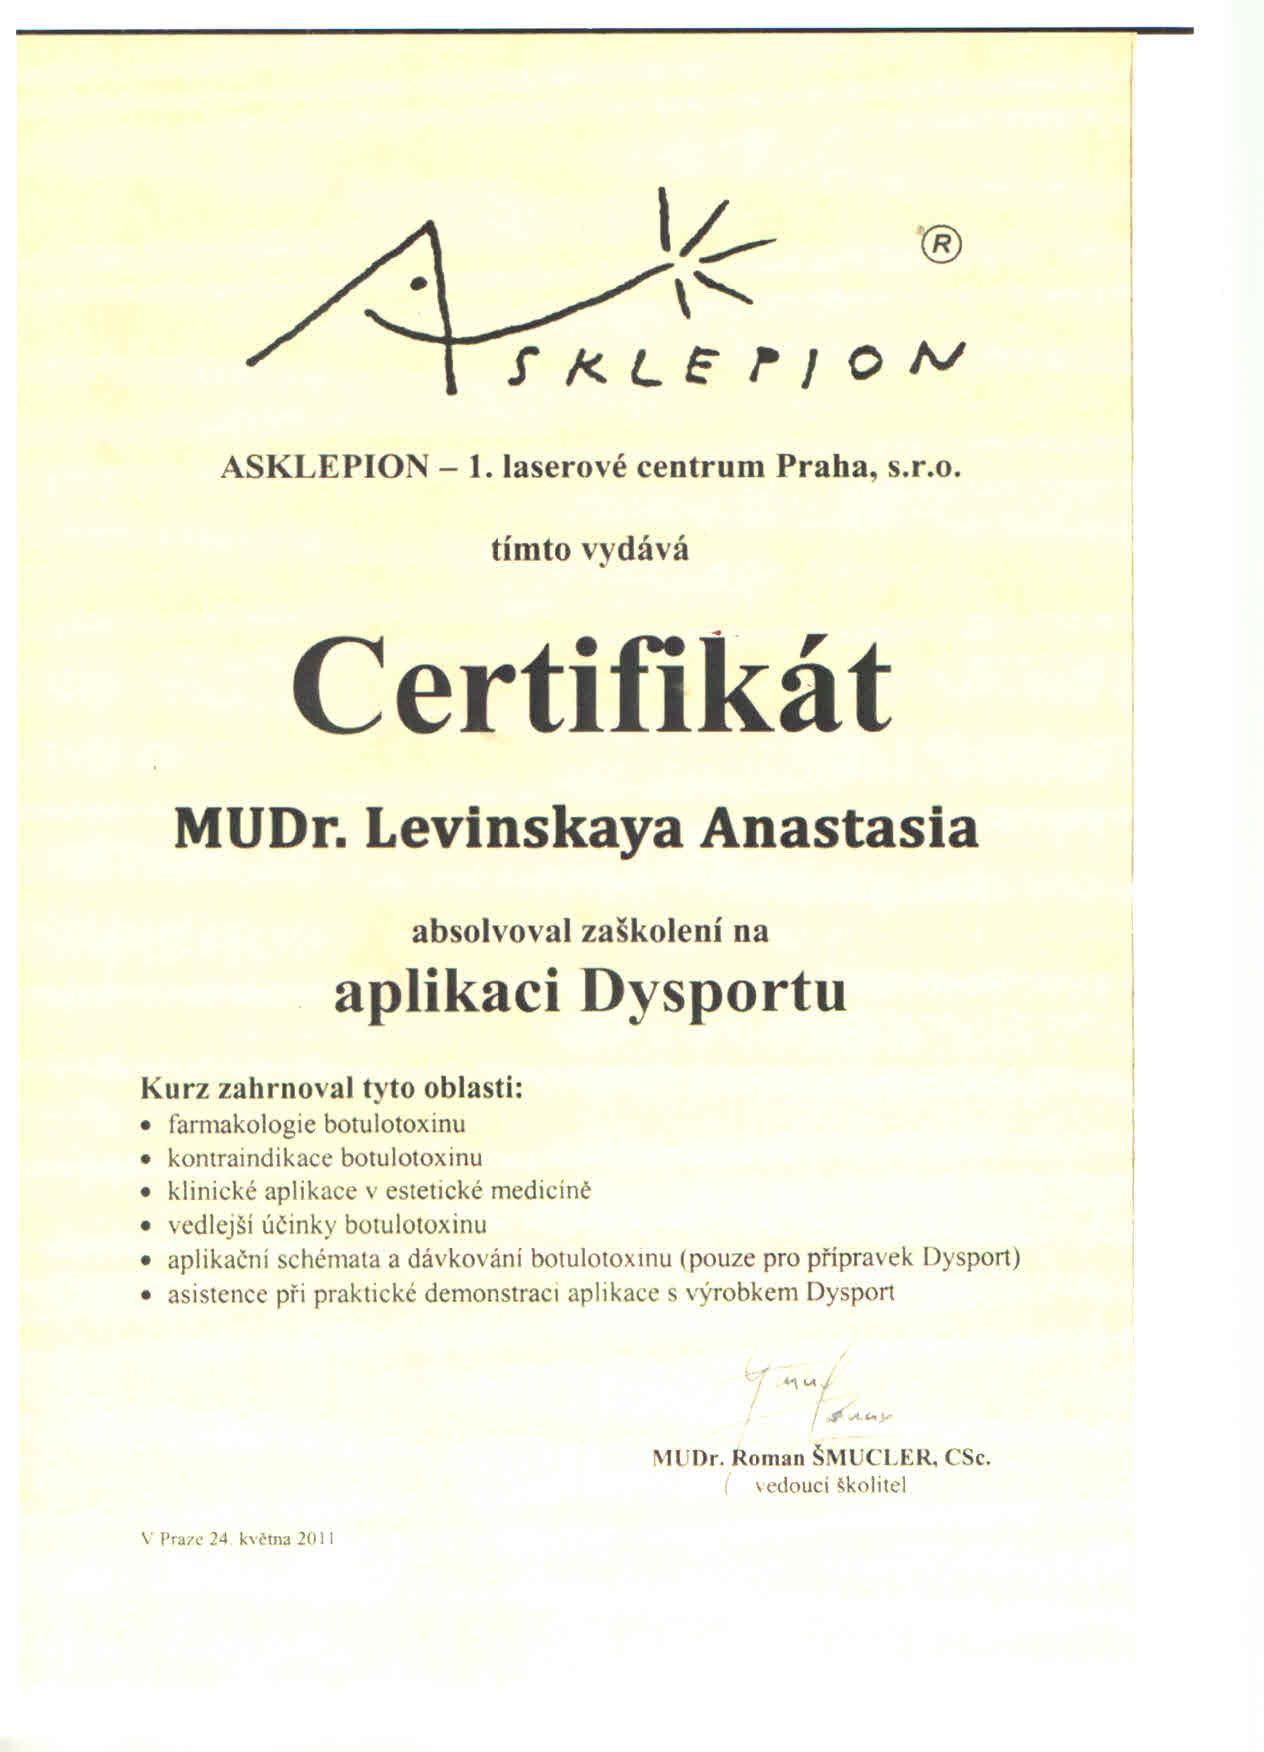 ASKLEPION
®
ASKLEPION – 1. laserové centrum Praha, s.r.o.
tímto vydává
Certifikát
MUDr. Levinskaya Anastasia
absolvoval zaškolení na
aplikaci Dysportu
Kurz zahrnoval tyto oblasti:
• farmakologie botulotoxinu
• kontraindikace botulotoxinu
• klinické aplikace v estetické medicíně
• vedlejší účinky botulotoxinu
• aplikační schémata a dávkování botulotoxinu (pouze pro přípravek Dysport)
• asistence při praktické demonstraci aplikace s výrobkem Dysport
MUDr. Roman ŠMUCLER, CSc.
vedoucí školitel
V Praze 24. května 2011